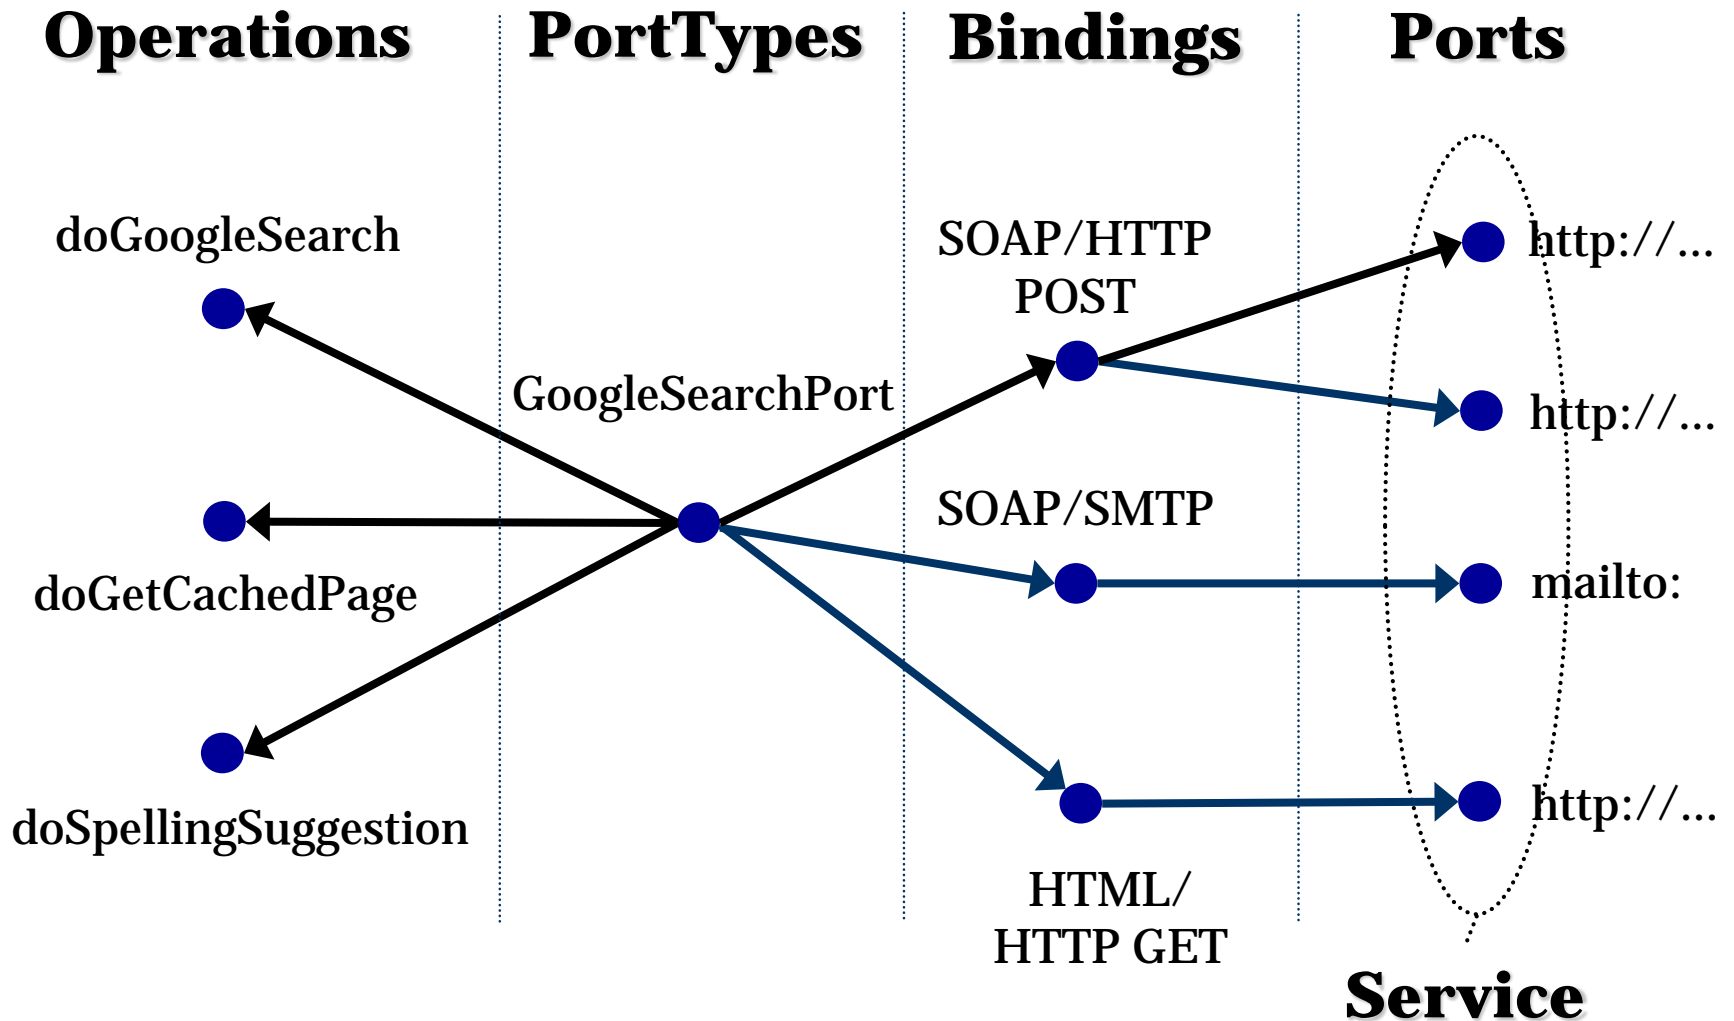 Operations
PortTypes
Bindings
Ports
doGoogleSearch
GoogleSearchPort
doGetCachedPage
doSpellingSuggestion
SOAP/HTTP
POST
SOAP/SMTP
HTML/
HTTP GET
http://...
http://...
mailto:
http://...
Service